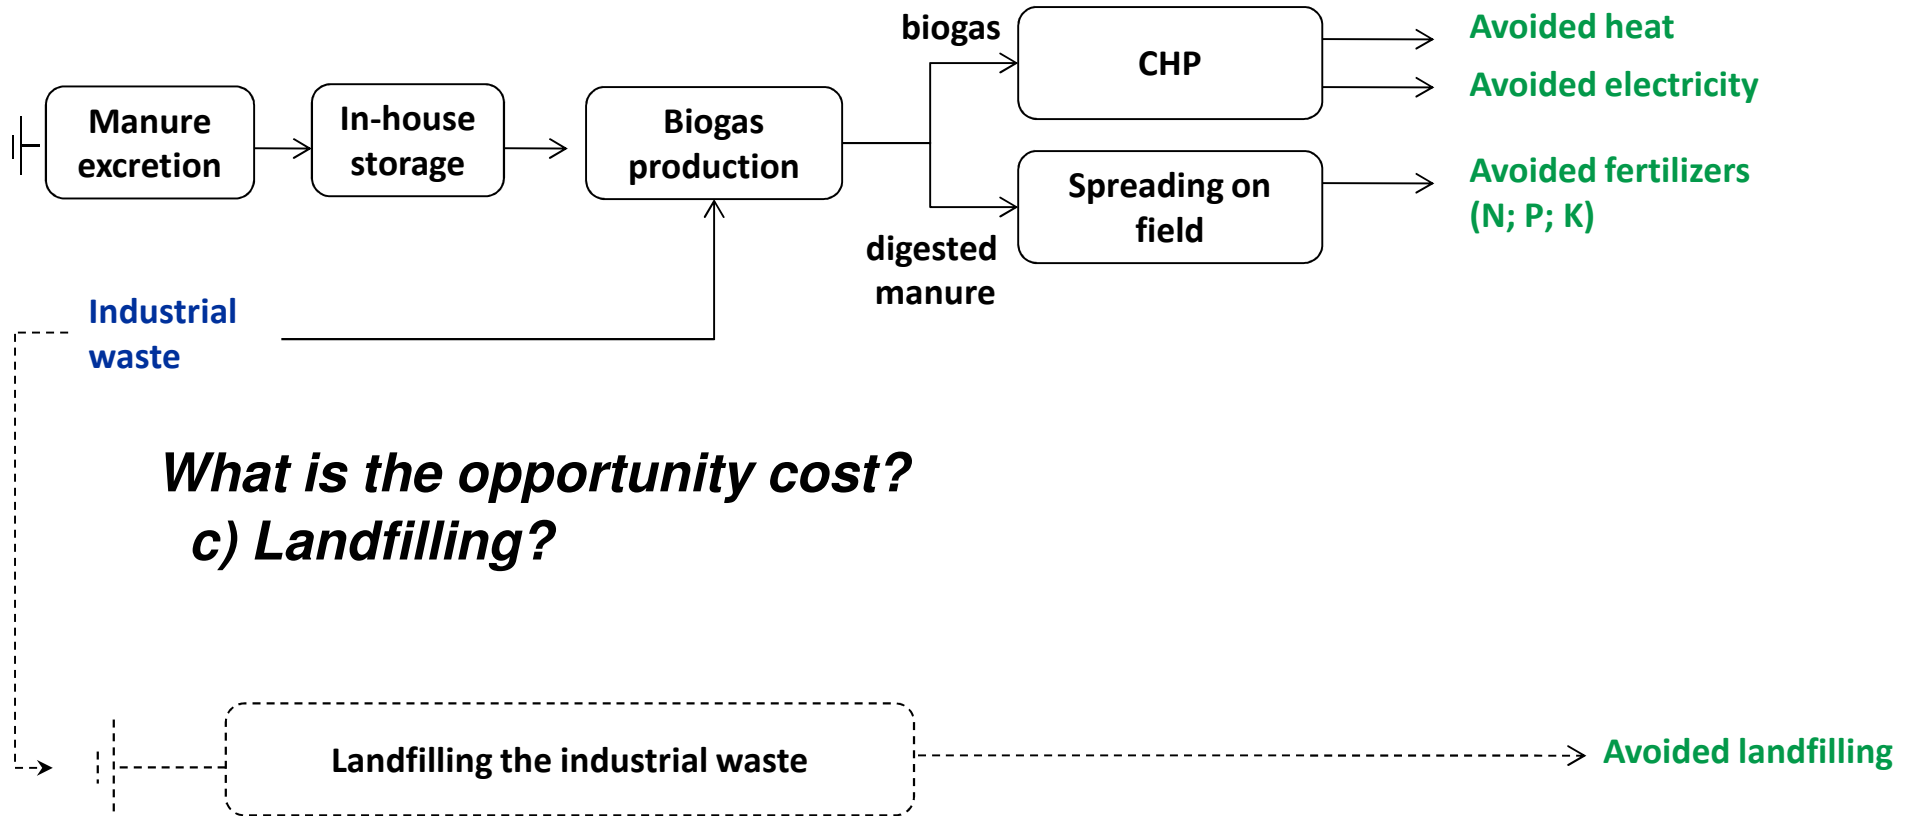 biogas
CHP
Avoided heat
Avoided electricity
Manure
excretion
In-house
storage
Biogas
production
Spreading on
field
Avoided fertilizers
(N; P; K)
digested
manure
Industrial
waste
What is the opportunity cost?
c) Landfilling?
Landfilling the industrial waste
Avoided landfilling